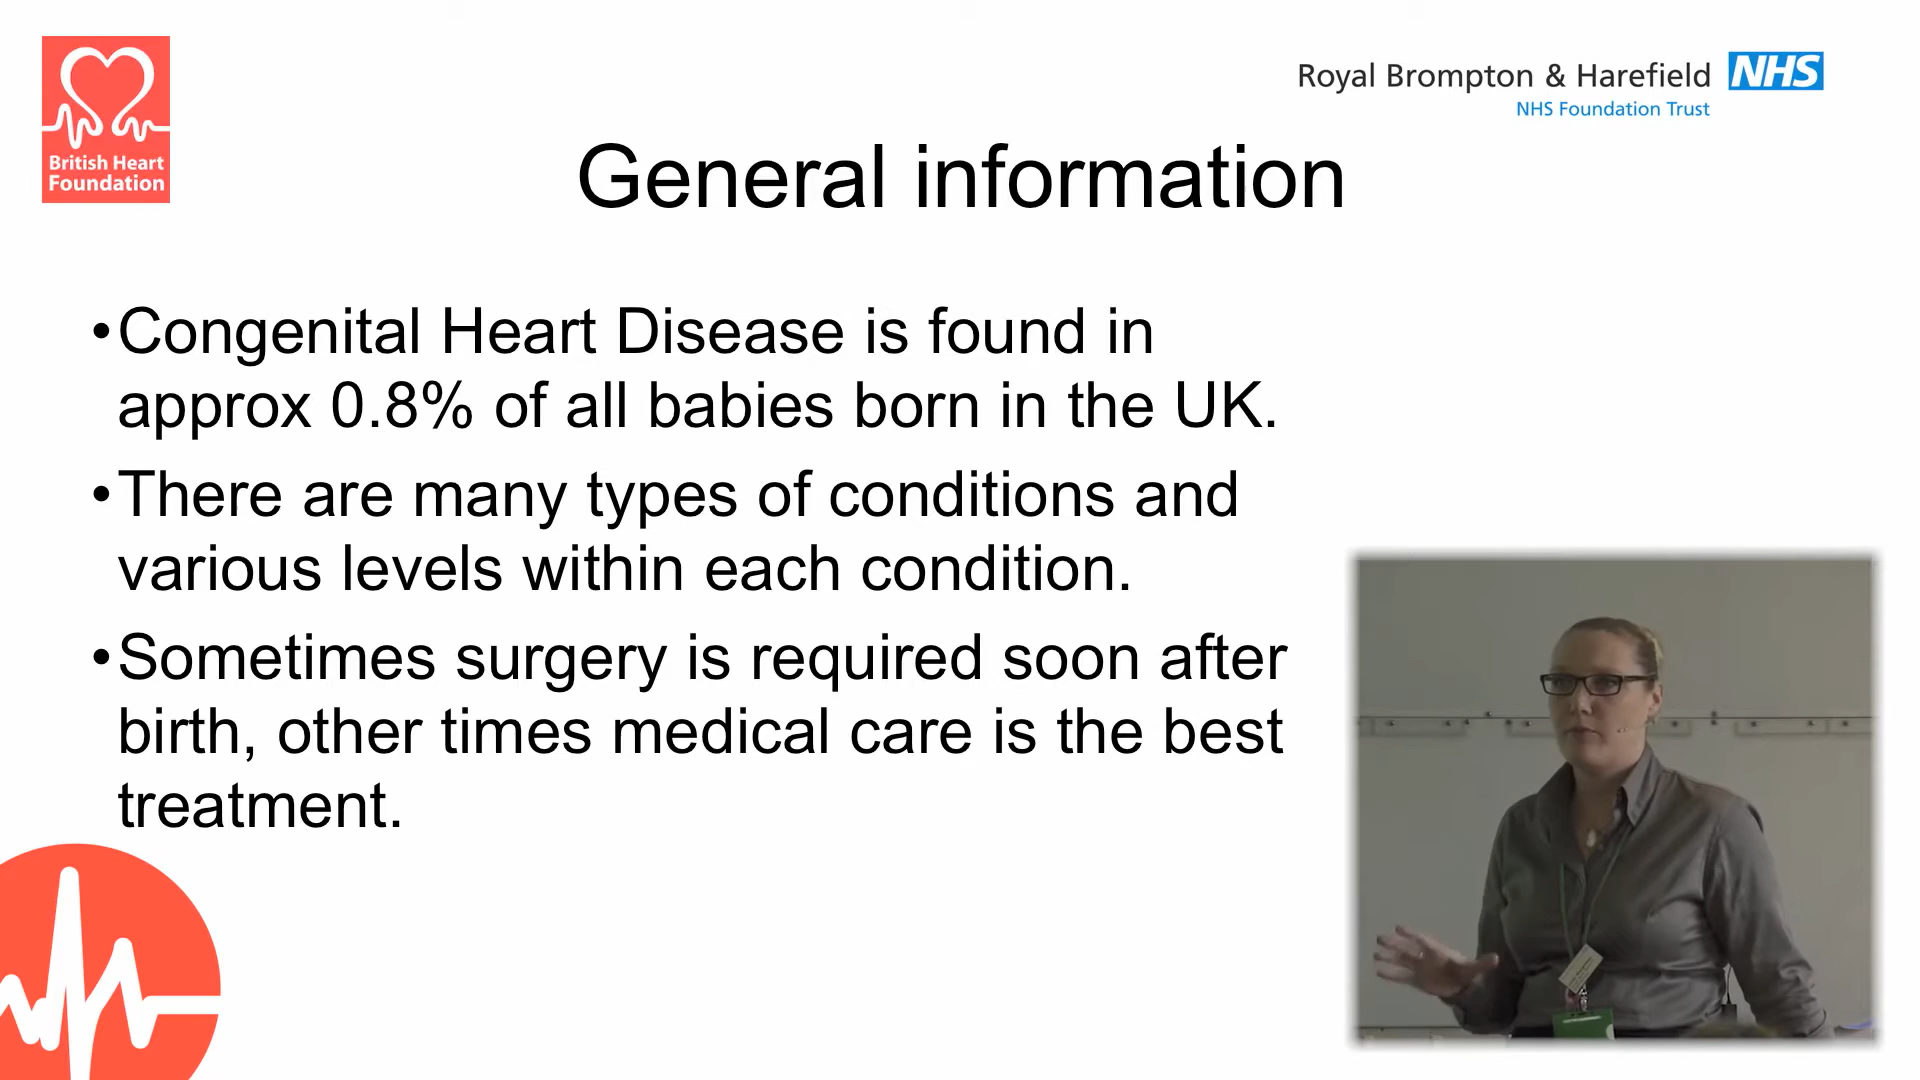 Royal Brompton & Harefield NHS
NHS Foundation Trust
British Heart
Foundation
General information
•Congenital Heart Disease is found in
approx 0.8% of all babies born in the UK.
•There are many types of conditions and
various levels within each condition.
•Sometimes surgery is required soon after
birth, other times medical care is the best
treatment.